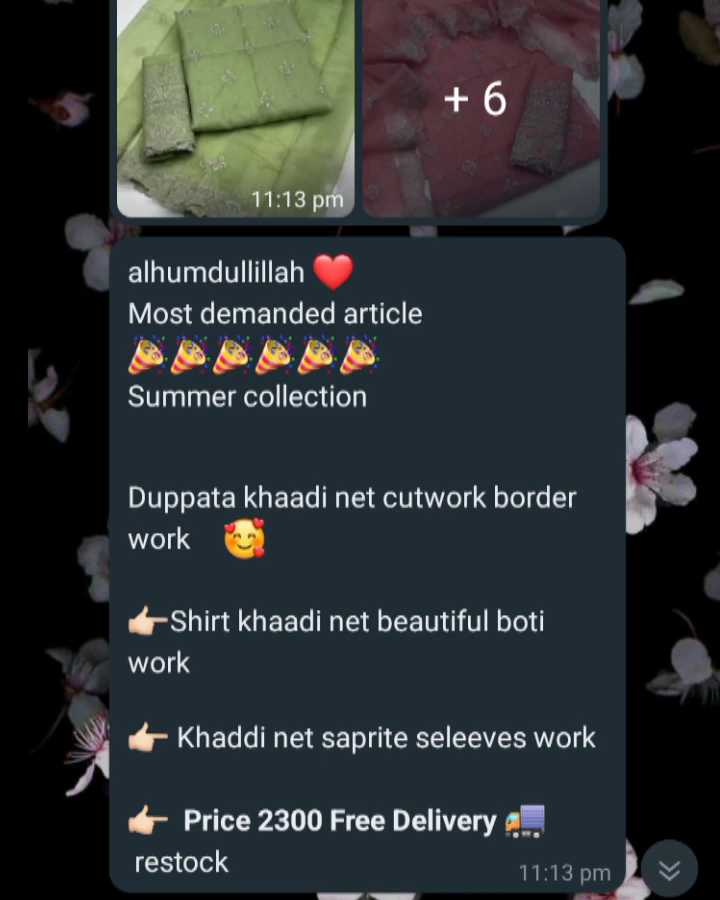 + 6
11:13 pm
alhumdullillah ❤️
Most demanded article
🎉🎉🎉🎉🎉🎉
Summer collection
Duppata khaadi net cutwork border
work 🥰
👉🏻Shirt khaadi net beautiful boti
work
👉🏻 Khaddi net saprite seleeves work
👉🏻 Price 2300 Free Delivery 🚚
restock
11:13 pm